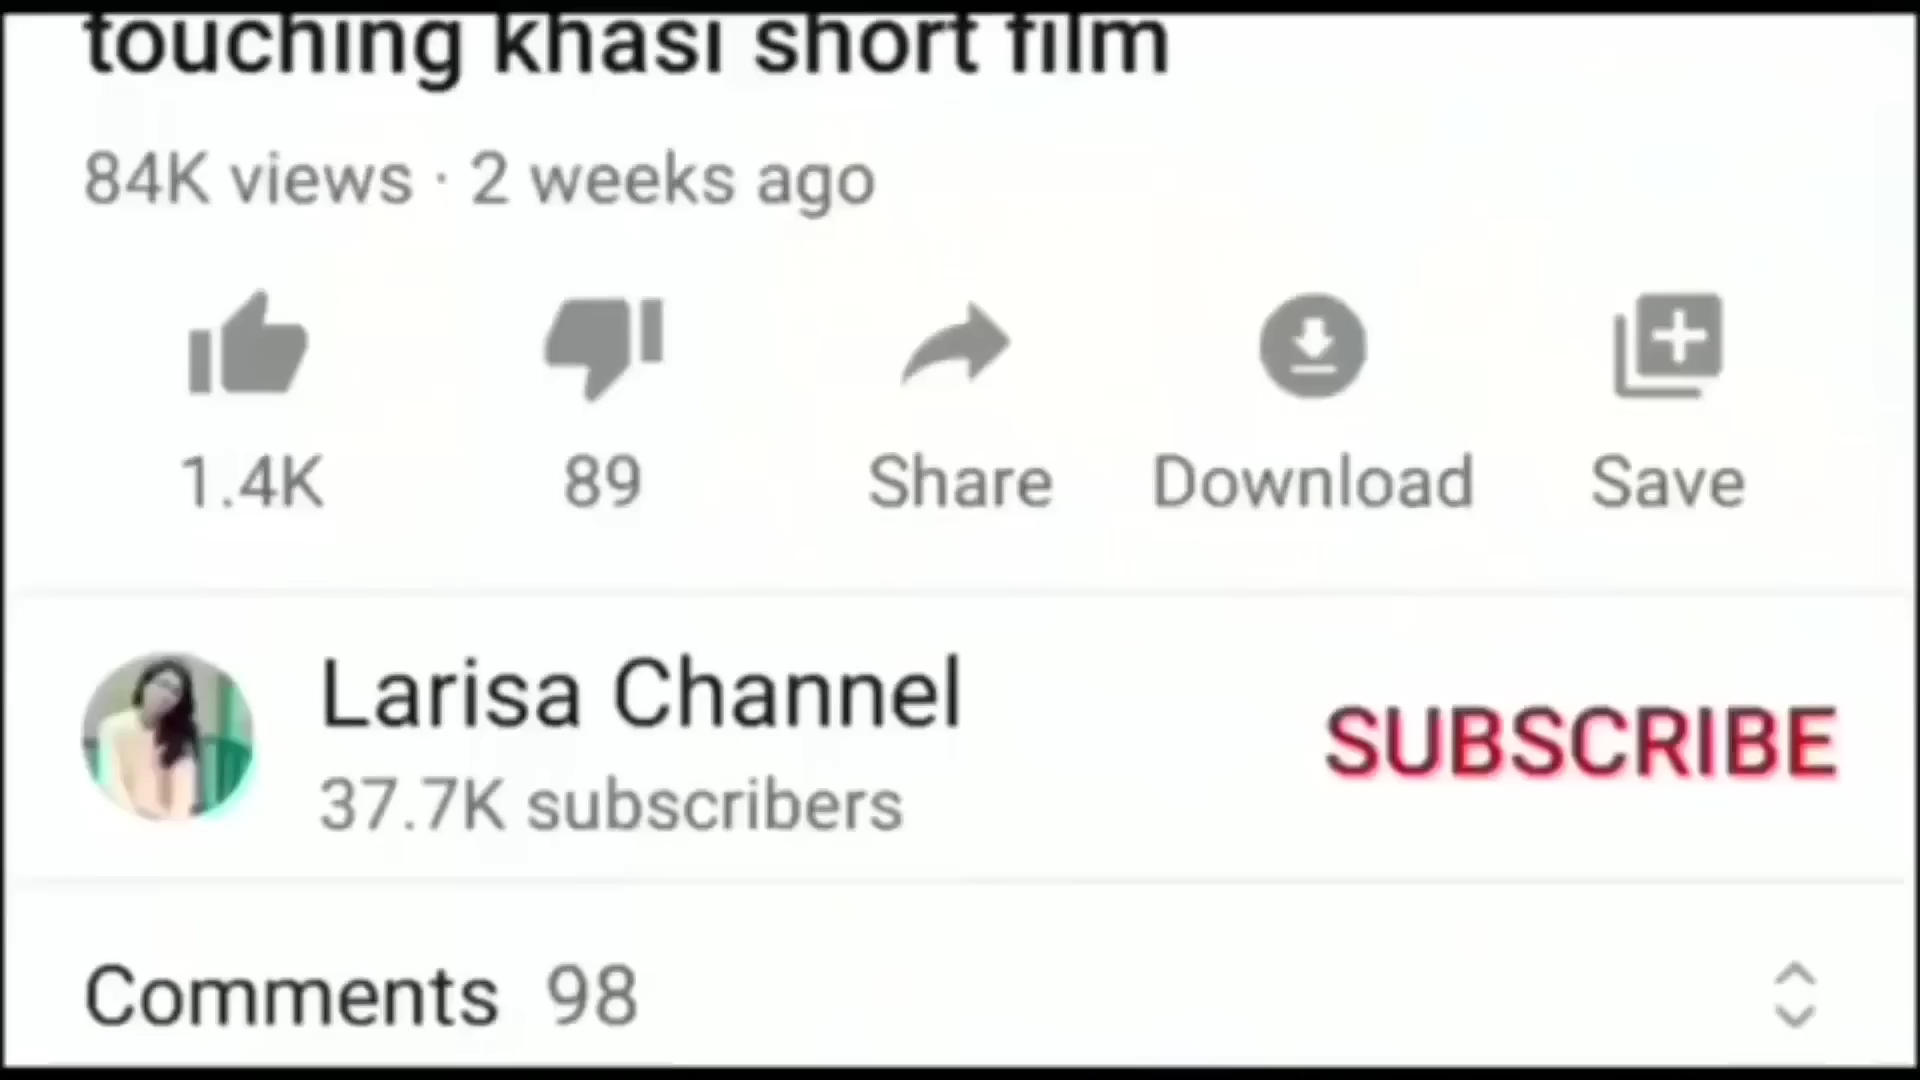 touching khasi short film
84K views · 2 weeks ago
1.4K 89 Share Download Save
Larisa Channel
37.7K subscribers
SUBSCRIBE
Comments 98